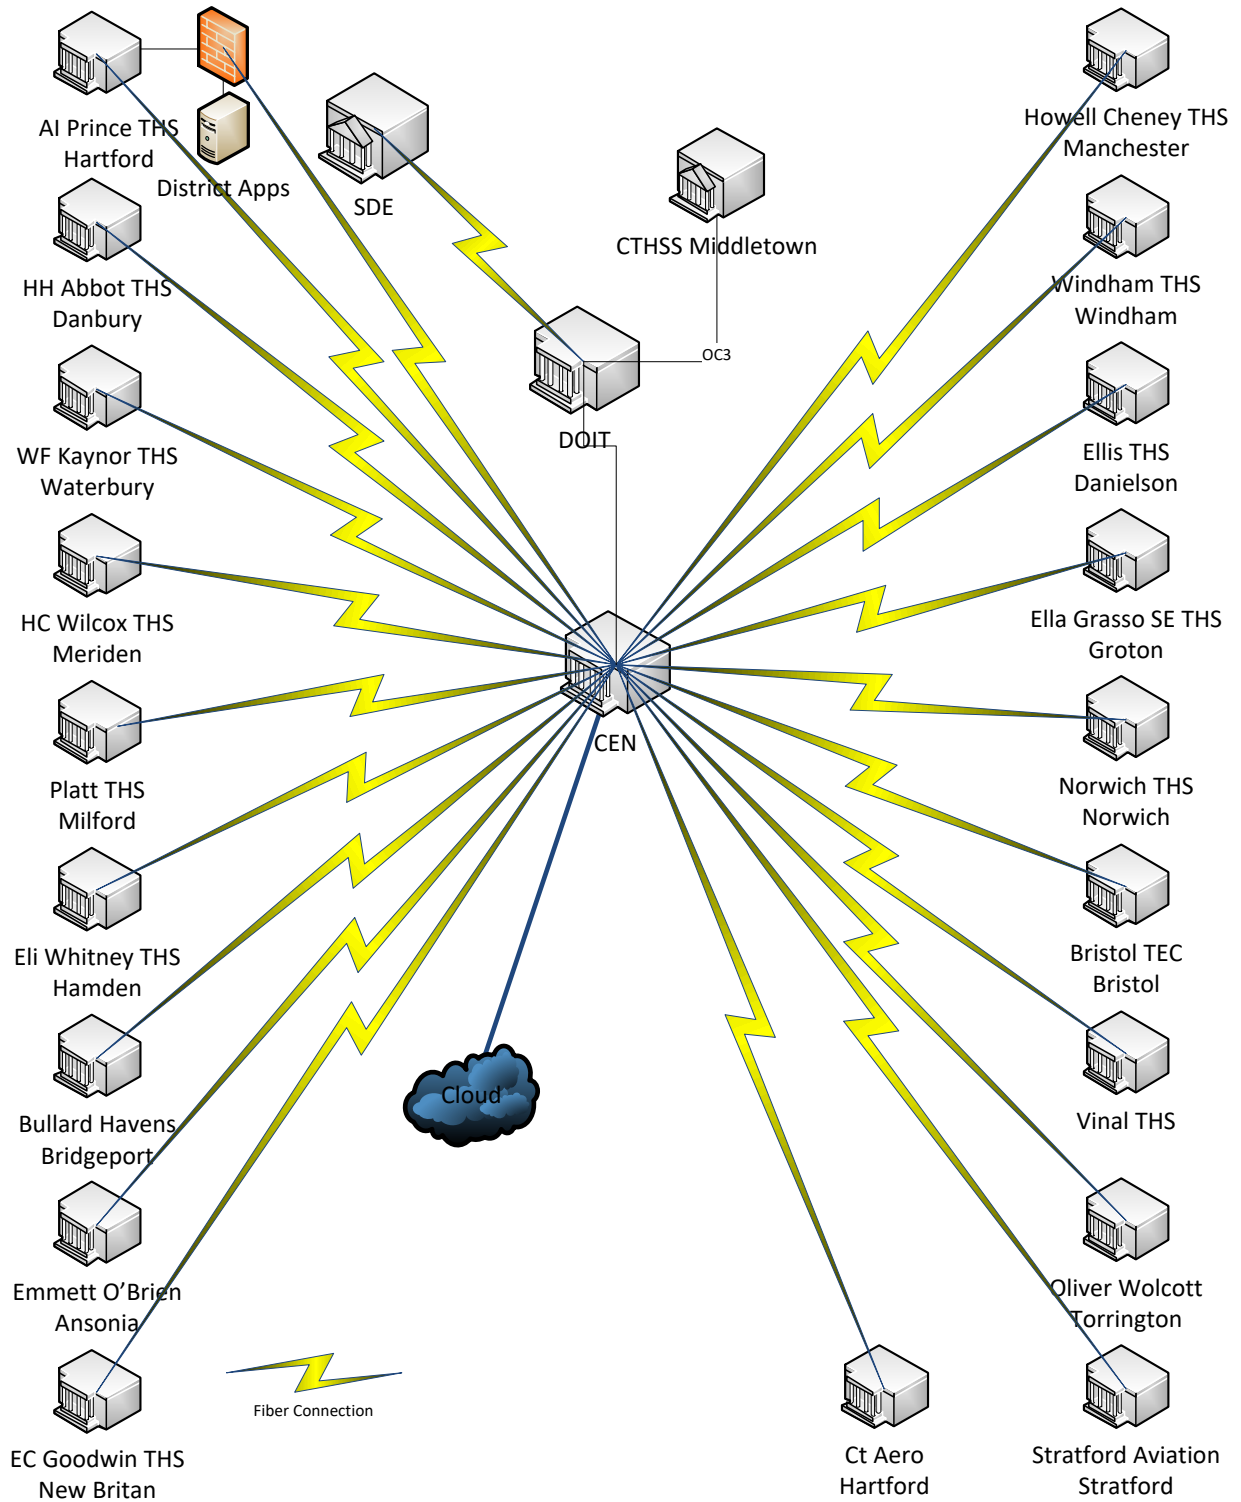 AI Prince THS
Hartford
District Apps
SDE
CTHSS Middletown
Howell Cheney THS
Manchester
HH Abbot THS
Danbury
Windham THS
Windham
OC3
DOIT
WF Kaynor THS
Waterbury
Ellis THS
Danielson
HC Wilcox THS
Meriden
Ella Grasso SE THS
Groton
CEN
Platt THS
Milford
Norwich THS
Norwich
Eli Whitney THS
Hamden
Bristol TEC
Bristol
Cloud
Bullard Havens
Bridgeport
Vinal THS
Emmett O’Brien
Ansonia
Oliver Wolcott
Torrington
Fiber Connection
EC Goodwin THS
New Britan
Ct Aero
Hartford
Stratford Aviation
Stratford